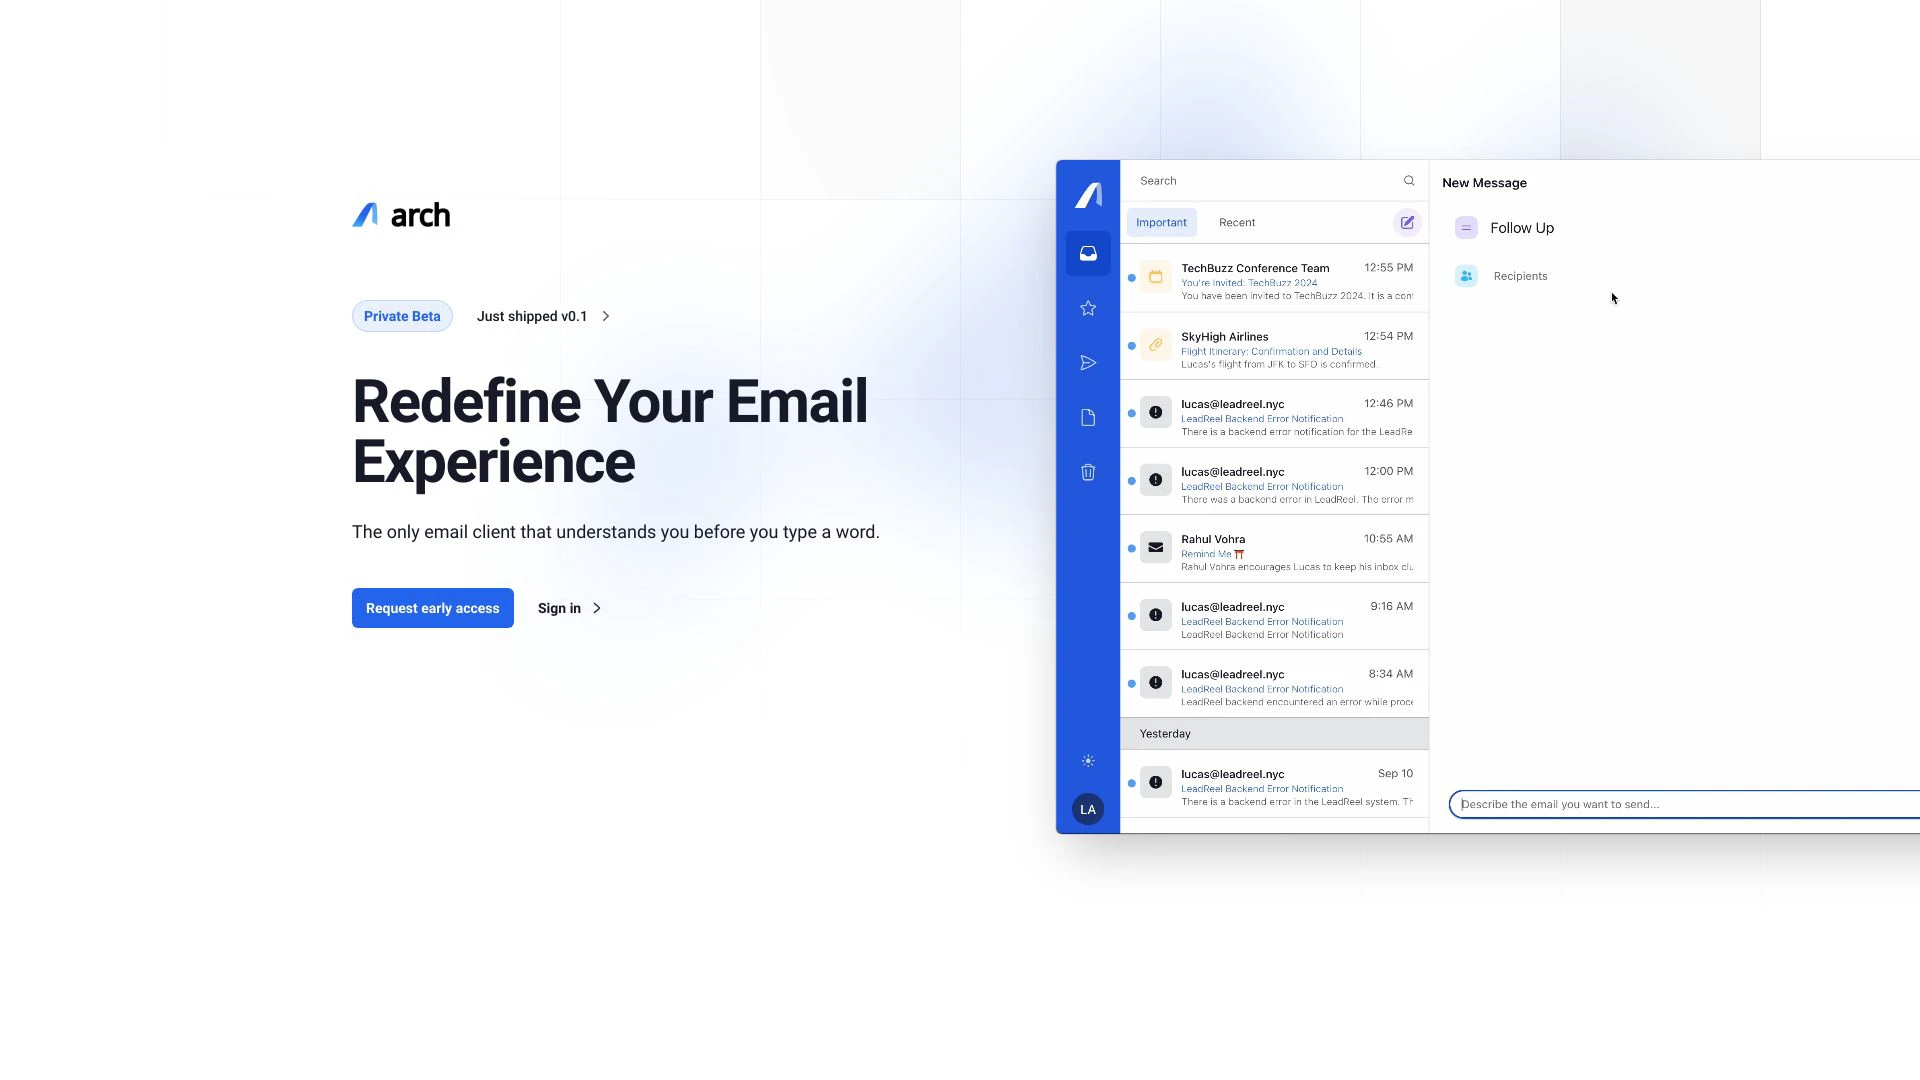 arch
Private Beta
Just shipped v0.1
Redefine Your Email
Experience
The only email client that understands you before you type a word.
Request early access
Sign in
Search
Important
Recent
TechBuzz Conference Team 12:55 PM
You're Invited: TechBuzz 2024
You have been invited to TechBuzz 2024. It is a con
SkyHigh Airlines 12:54 PM
Flight Itinerary: Confirmation and Details
Lucas's flight from JFK to SFO is confirmed.
lucas@leadreel.nyc 12:46 PM
LeadReel Backend Error Notification
There is a backend error notification for the LeadRe
lucas@leadreel.nyc 12:00 PM
LeadReel Backend Error Notification
There was a backend error in LeadReel. The error m
Rahul Vohra 10:55 AM
Remind Me ⛩️
Rahul Vohra encourages Lucas to keep his inbox clu
lucas@leadreel.nyc 9:16 AM
LeadReel Backend Error Notification
LeadReel Backend Error Notification
lucas@leadreel.nyc 8:34 AM
LeadReel Backend Error Notification
LeadReel backend encountered an error while proce
Yesterday
lucas@leadreel.nyc Sep 10
LeadReel Backend Error Notification
There is a backend error in the LeadReel system. Th
LA
New Message
Follow Up
Recipients
Describe the email you want to send...